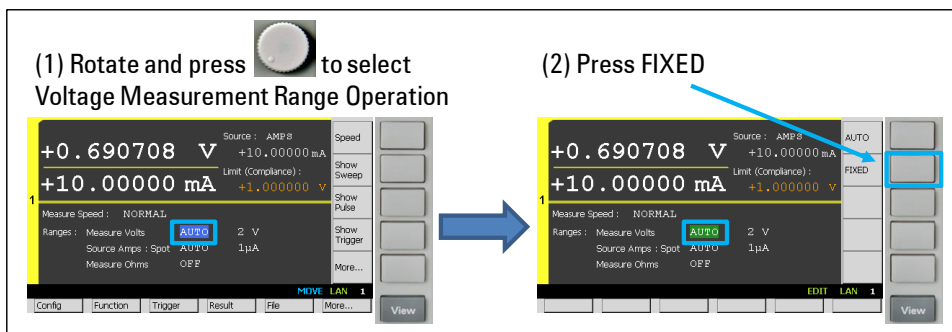 (1) Rotate and press to select
Voltage Measurement Range Operation
+0.690708 V
+10.00000 mA
Source : AMPS
+10.00000 mA
Limit (Compliance) :
+1.000000 V
1
Measure Speed : NORMAL
Ranges : Measure Volts AUTO 2 V
Source Amps : Spot AUTO 1µA
Measure Ohms OFF
MOVE LAN 1
Speed
Show Sweep
Show Pulse
Show Trigger
More...
Config Function Trigger Result File More...
View
(2) Press FIXED
+0.690708 V
+10.00000 mA
Source : AMPS
+10.00000 mA
Limit (Compliance) :
+1.000000 V
1
Measure Speed : NORMAL
Ranges : Measure Volts AUTO 2 V
Source Amps : Spot AUTO 1µA
Measure Ohms OFF
EDIT LAN 1
AUTO
FIXED
View